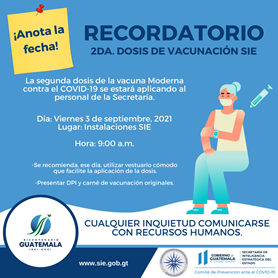 ¡Anota la
fecha!
RECORDATORIO
2DA. DOSIS DE VACUNACIÓN SIE
La segunda dosis de la vacuna Moderna
contra el COVID-19 se estará aplicando al
personal de la Secretaría.
Día: Viernes 3 de septiembre, 2021
Lugar: Instalaciones SIE
Hora: 9:00 a.m.
-Se recomienda, ese día, utilizar vestuario cómodo
que facilite la aplicación de la dosis.
-Presentar DPI y carné de vacunación originales.
BICENTENARIO
GUATEMALA
1821-2021
CUALQUIER INQUIETUD COMUNICARSE
CON RECURSOS HUMANOS.
www.sie.gob.gt
GOBIERNO de
GUATEMALA
SECRETARÍA DE
INTELIGENCIA
ESTRATÉGICA DEL
ESTADO
Comité de Prevención ante el COVID-19